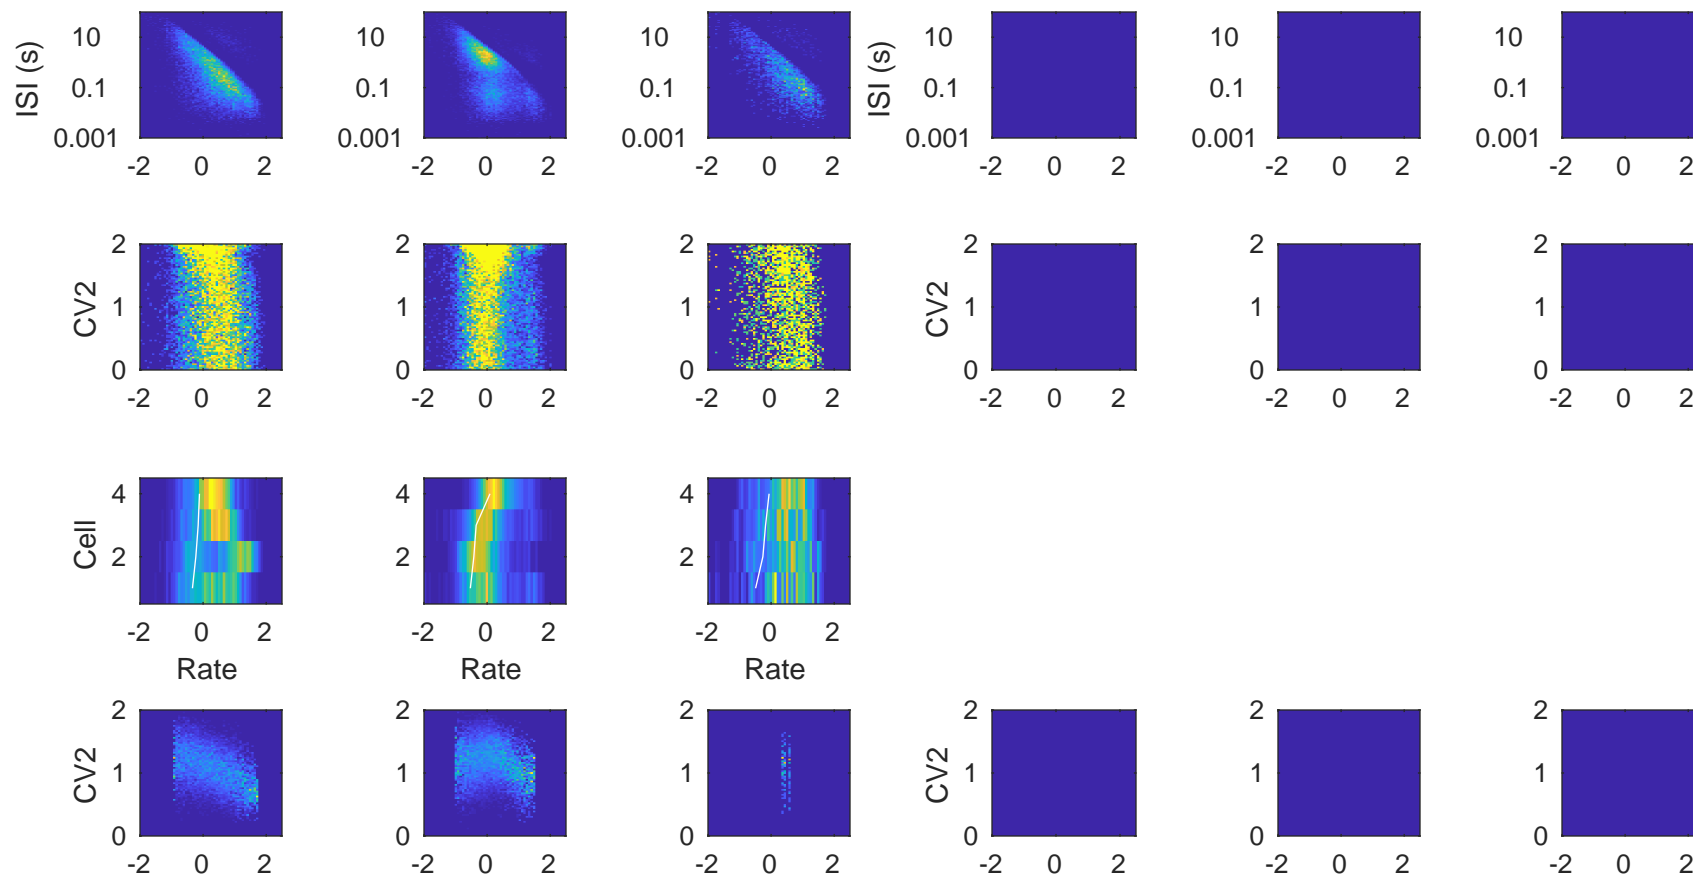 ISI (s) 10 0.1 0.001 10 0.1 0.001 10 0.1 0.001 ISI (s) 10 0.1 0.001 10 0.1 0.001 10 0.1 0.001
-2 0 2 -2 0 2 -2 0 2 -2 0 2 -2 0 2 -2 0 2
CV2 2 1 0 2 1 0 2 1 0 CV2 2 1 0 2 1 0 2 1 0
-2 0 2 -2 0 2 -2 0 2 -2 0 2 -2 0 2 -2 0 2
Cell 4 2 4 2 4 2
-2 0 2 -2 0 2 -2 0 2
Rate Rate Rate
CV2 2 1 0 2 1 0 2 1 0 CV2 2 1 0 2 1 0 2 1 0
-2 0 2 -2 0 2 -2 0 2 -2 0 2 -2 0 2 -2 0 2